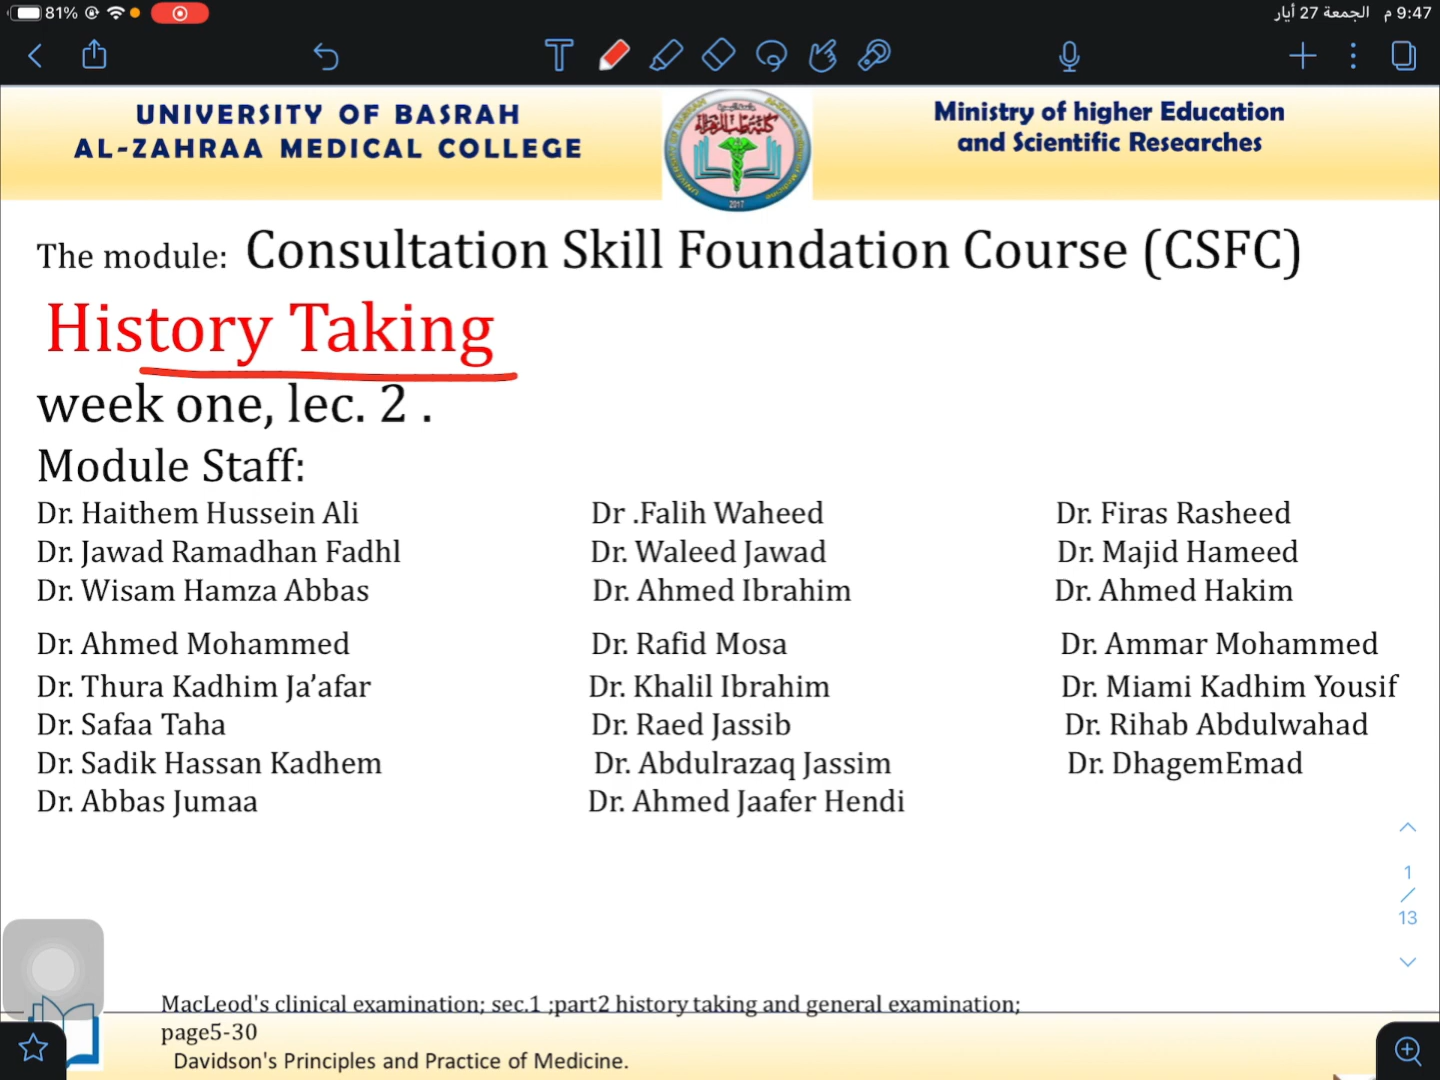 81%
9:47 م الجمعة 27 أيار
UNIVERSITY OF BASRAH
AL-ZAHRAA MEDICAL COLLEGE
كلية طب الزهراء
2017
Ministry of higher Education
and Scientific Researches
The module: Consultation Skill Foundation Course (CSFC)
History Taking
week one, lec. 2 .
Module Staff:
Dr. Haithem Hussein Ali Dr .Falih Waheed Dr. Firas Rasheed
Dr. Jawad Ramadhan Fadhl Dr. Waleed Jawad Dr. Majid Hameed
Dr. Wisam Hamza Abbas Dr. Ahmed Ibrahim Dr. Ahmed Hakim
Dr. Ahmed Mohammed Dr. Rafid Mosa Dr. Ammar Mohammed
Dr. Thura Kadhim Ja’afar Dr. Khalil Ibrahim Dr. Miami Kadhim Yousif
Dr. Safaa Taha Dr. Raed Jassib Dr. Rihab Abdulwahad
Dr. Sadik Hassan Kadhem Dr. Abdulrazaq Jassim Dr. DhagemEmad
Dr. Abbas Jumaa Dr. Ahmed Jaafer Hendi
1
/
13
MacLeod's clinical examination; sec.1 ;part2 history taking and general examination;
page5-30
Davidson's Principles and Practice of Medicine.